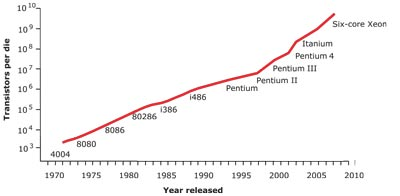 10^10
10^9
10^8
10^7
10^6
10^5
10^4
10^3
Transistors per die
4004
8080
8086
80286
i386
i486
Pentium
Pentium II
Pentium III
Pentium 4
Itanium
Six-core Xeon
1970 1975 1980 1985 1990 1995 2000 2005 2010
Year released